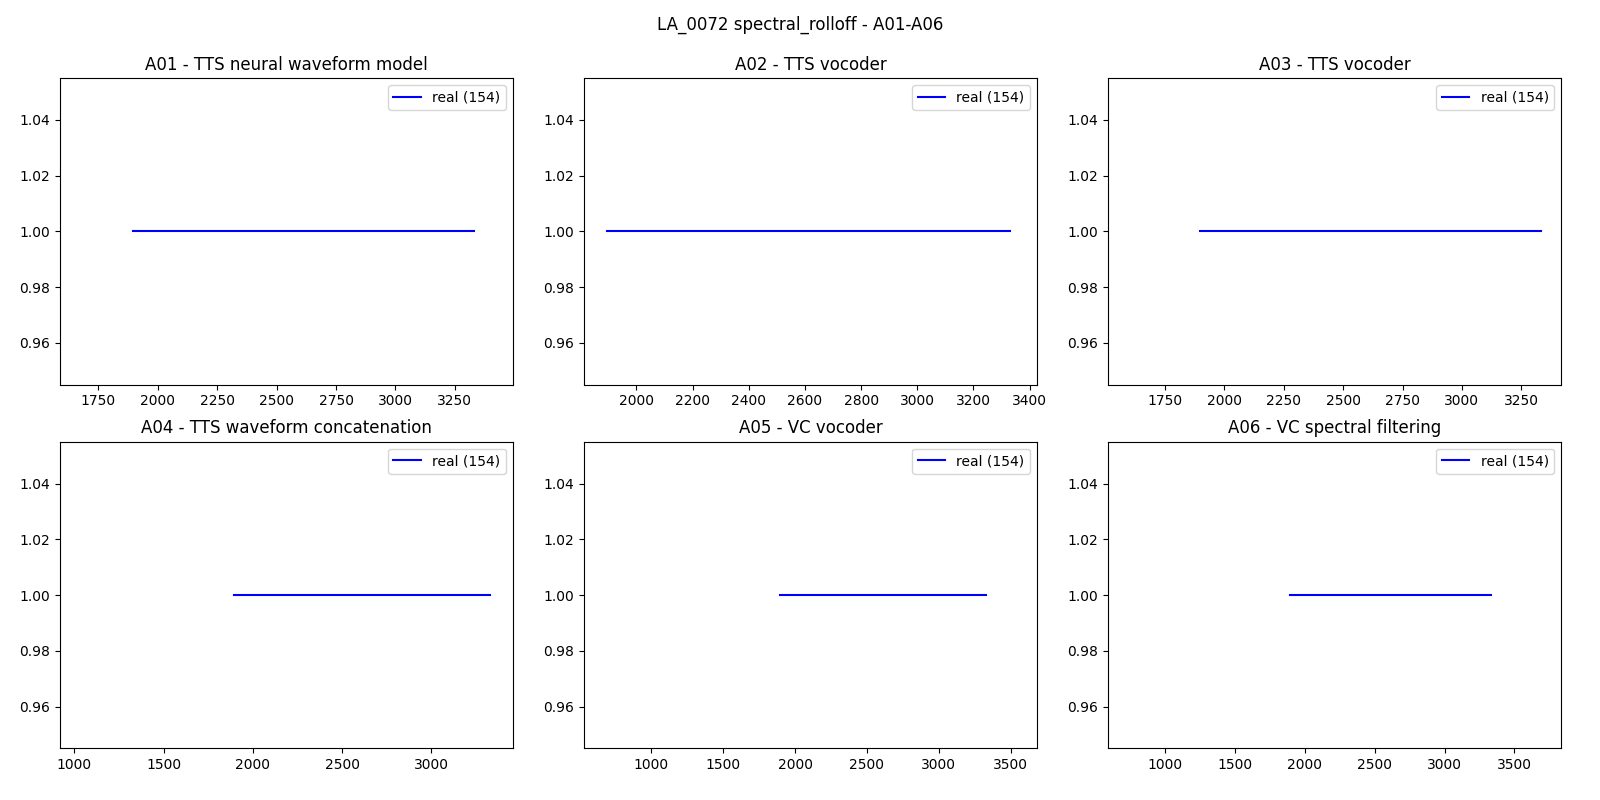 LA_0072 spectral_rolloff - A01-A06
A01 - TTS neural waveform model
real (154)
1.04
1.02
1.00
0.98
0.96
1750 2000 2250 2500 2750 3000 3250
A02 - TTS vocoder
real (154)
1.04
1.02
1.00
0.98
0.96
2000 2200 2400 2600 2800 3000 3200 3400
A03 - TTS vocoder
real (154)
1.04
1.02
1.00
0.98
0.96
1750 2000 2250 2500 2750 3000 3250
A04 - TTS waveform concatenation
real (154)
1.04
1.02
1.00
0.98
0.96
1000 1500 2000 2500 3000
A05 - VC vocoder
real (154)
1.04
1.02
1.00
0.98
0.96
1000 1500 2000 2500 3000 3500
A06 - VC spectral filtering
real (154)
1.04
1.02
1.00
0.98
0.96
1000 1500 2000 2500 3000 3500